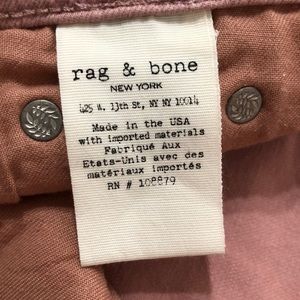 rag & bone
NEW YORK
425 W. 13th St, NY NY 10014
Made in the USA
with imported materials
Fabriqué Aux
Etats-Unis avec des
matériaux importés
RN # 108879